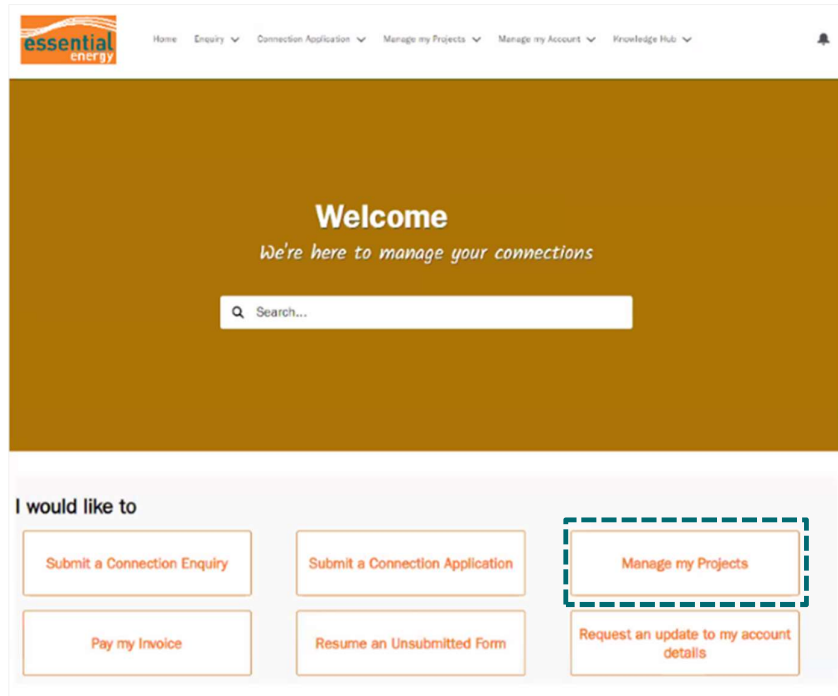 essential
energy
Home Enquiry Connection Application Manage my Projects Manage my Account Knowledge Hub
Welcome
We're here to manage your connections
Search...
I would like to
Submit a Connection Enquiry Submit a Connection Application Manage my Projects
Pay my Invoice Resume an Unsubmitted Form Request an update to my account
details